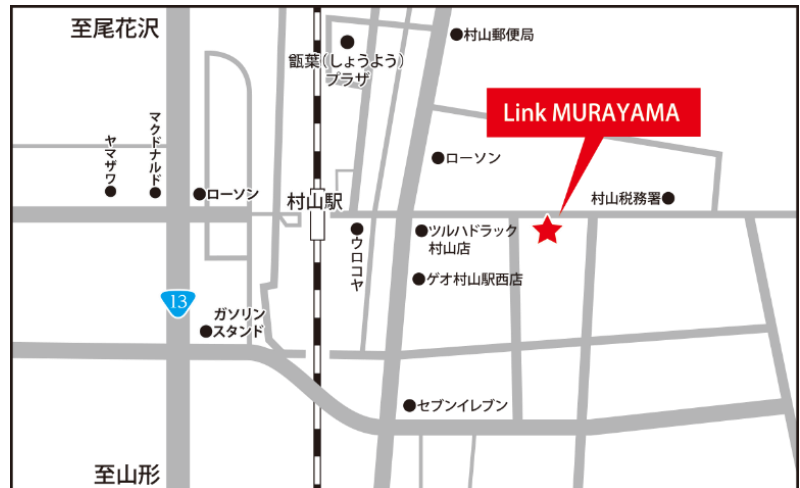 至尾花沢
村山郵便局
甑葉(しょうよう)
プラザ
Link MURAYAMA
マクドナルド
ヤマザワ
ローソン
ローソン
村山駅
村山税務署
ウロコヤ
ツルハドラック
村山店
ゲオ村山駅西店
13
ガソリン
スタンド
セブンイレブン
至山形